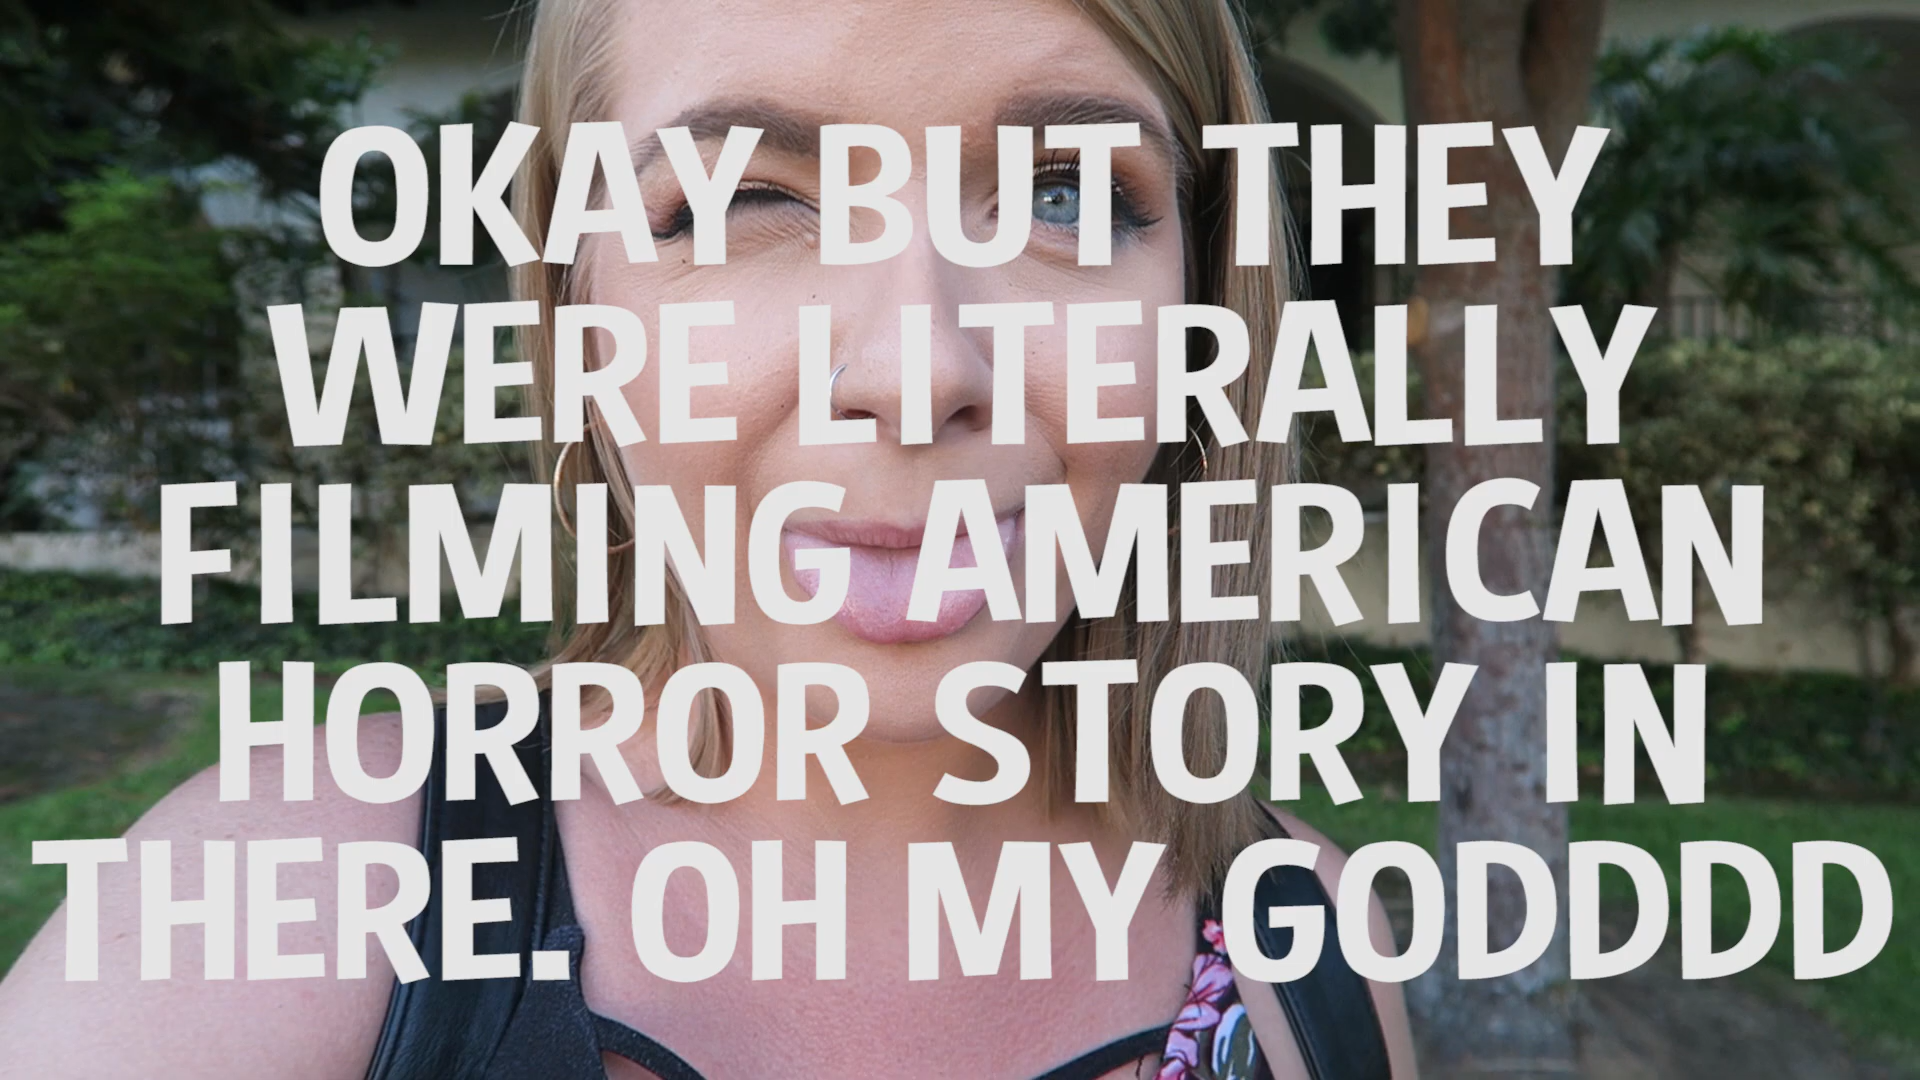 OKAY BUT THEY
WERE LITERALLY
FILMING AMERICAN
HORROR STORY IN
THERE. OH MY GODDDD